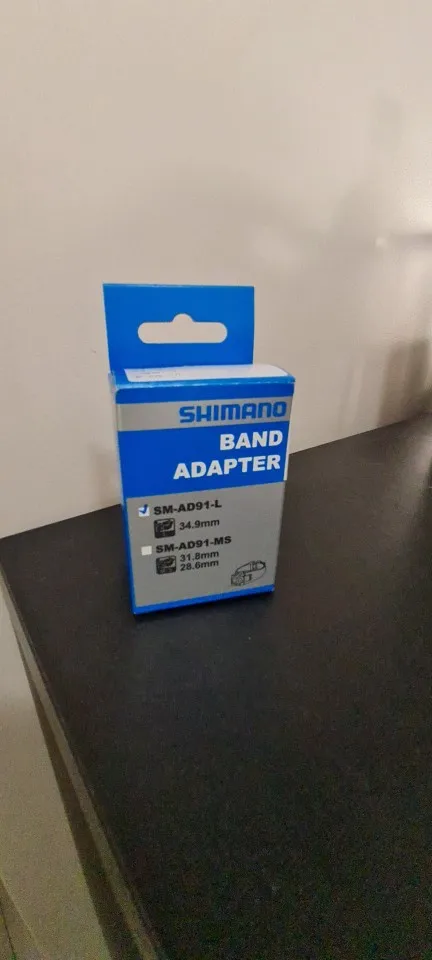 SHIMANO
BAND
ADAPTER
SM-AD91-L
34.9mm
SM-AD91-MS
31.8mm
28.6mm